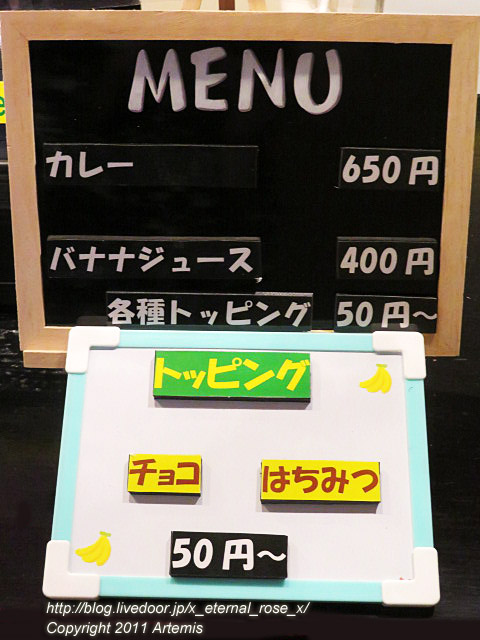 MENU
カレー 650円
バナナジュース 400円
各種トッピング 50円~
トッピング
チョコ はちみつ
50円~
http://blog.livedoor.jp/x_eternal_rose_x/
Copyright 2011 Artemis